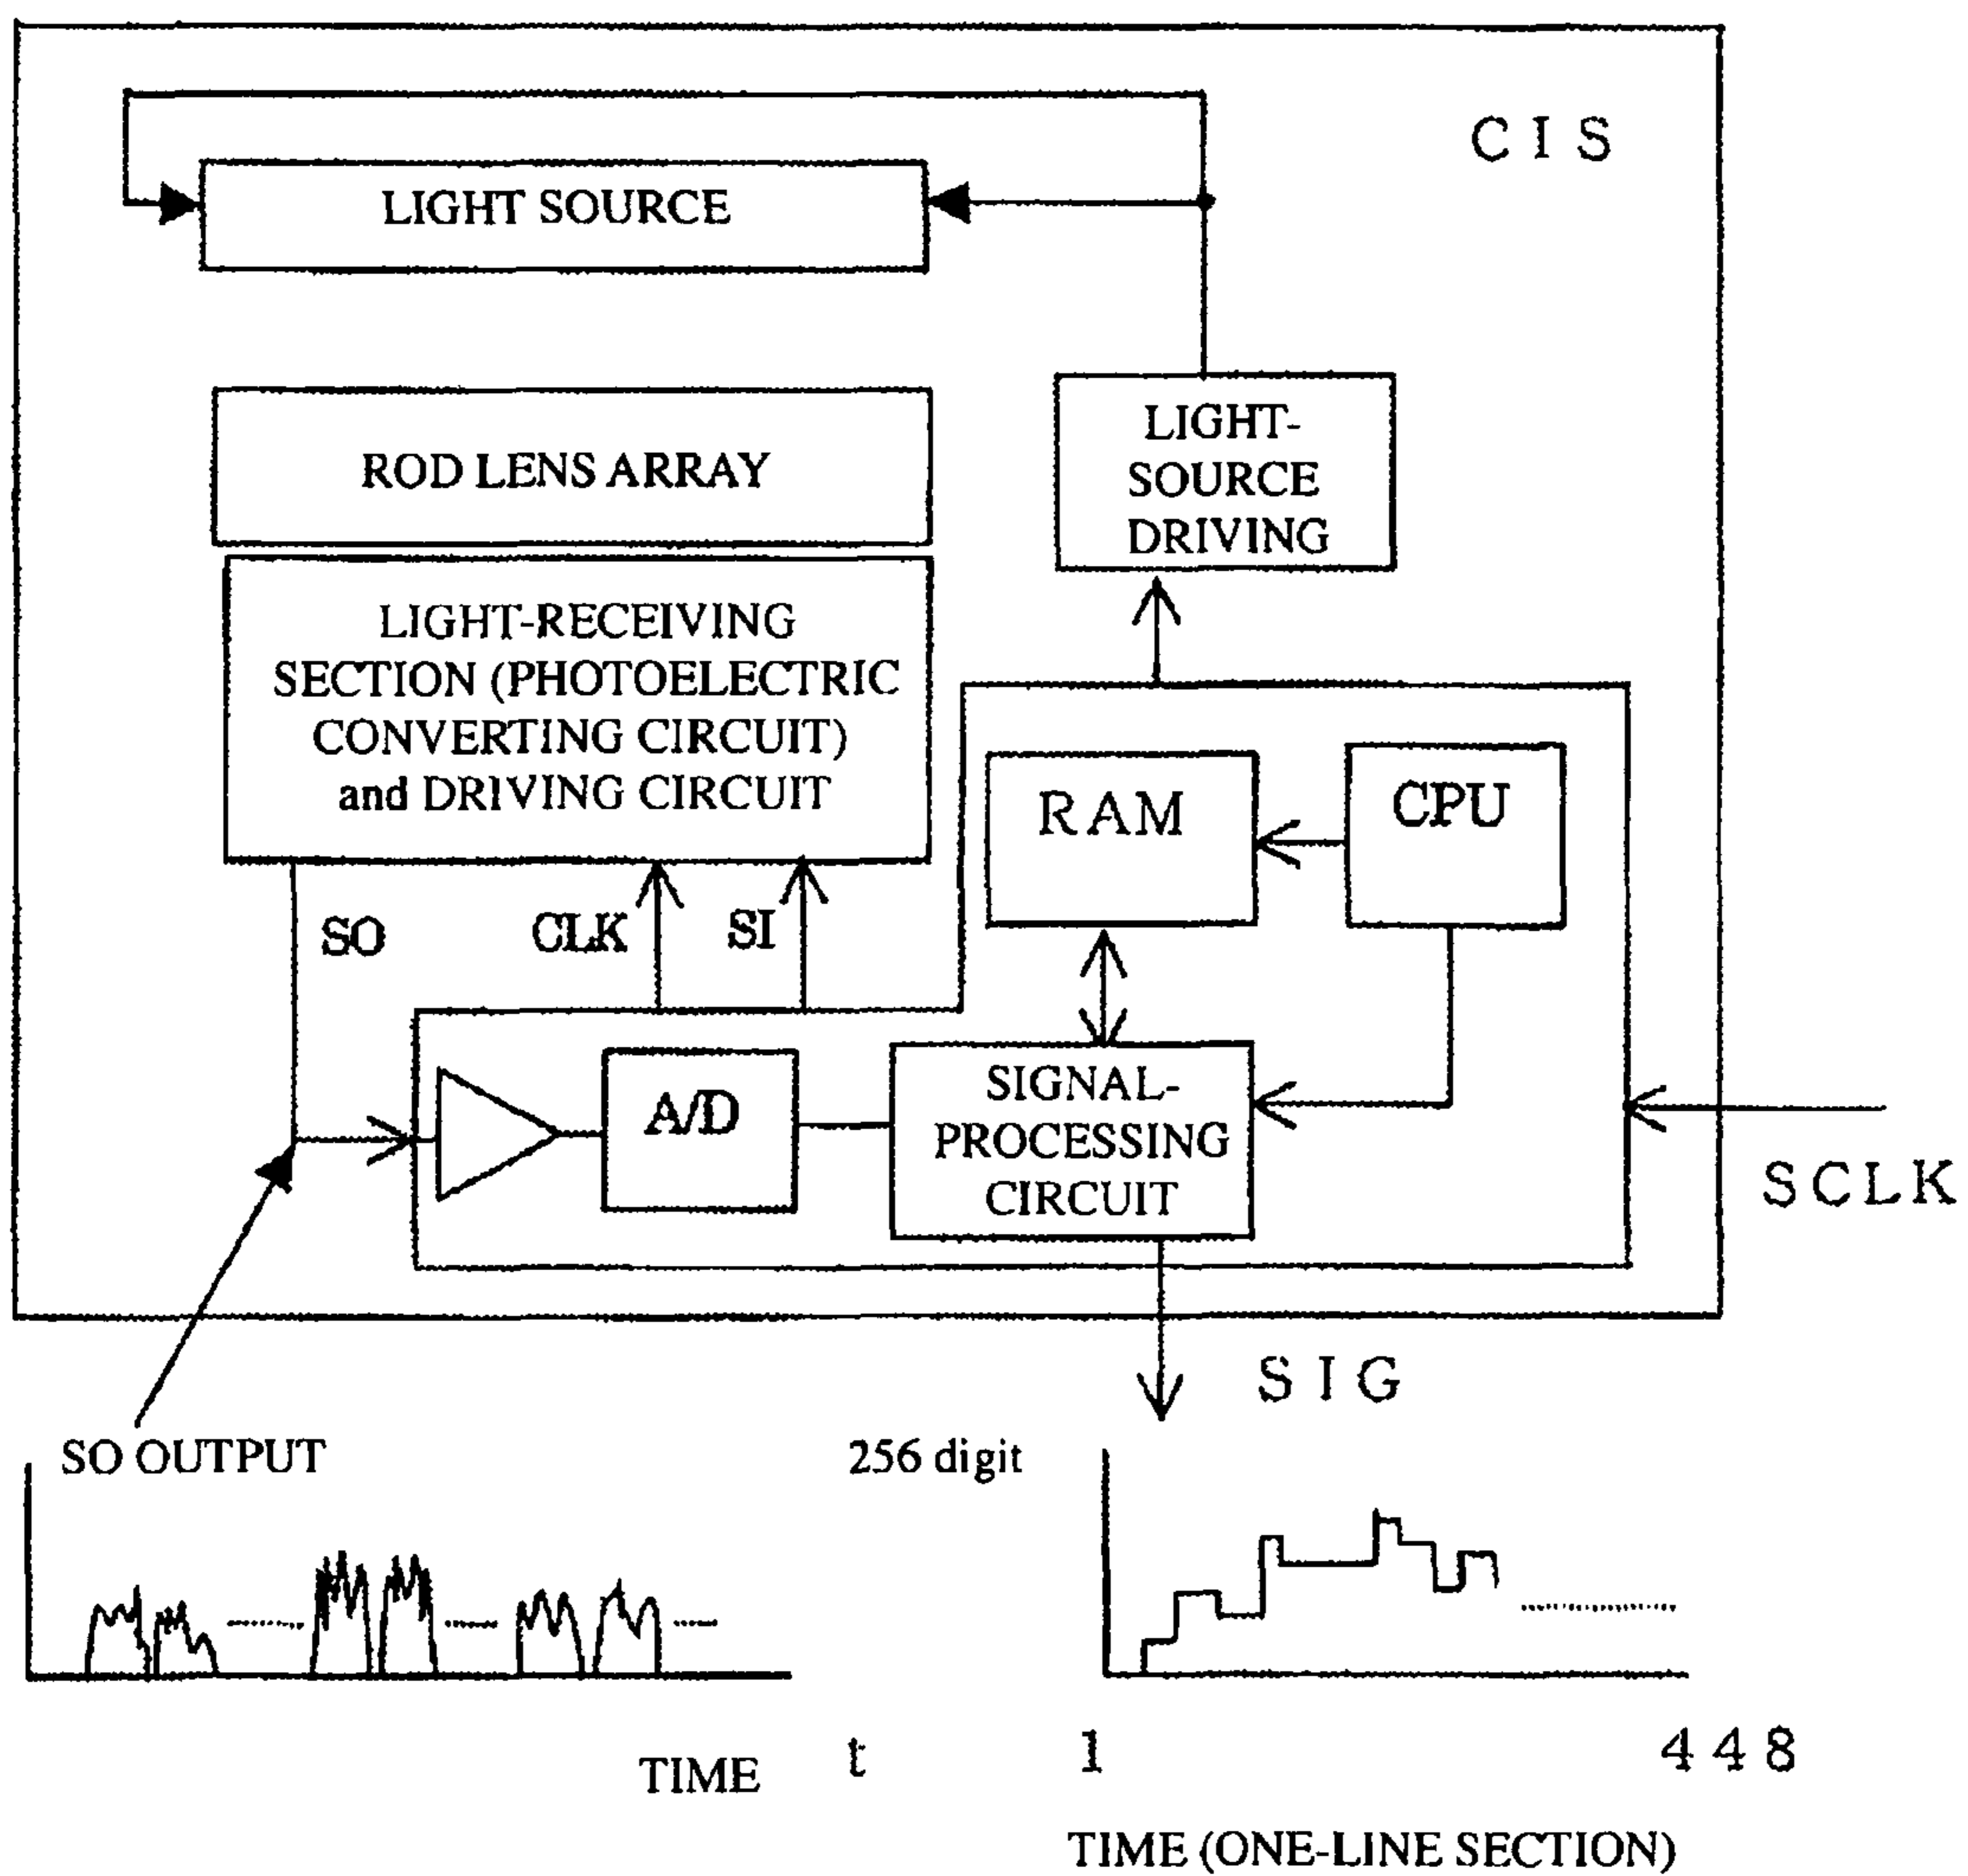 CIS
LIGHT SOURCE
ROD LENS ARRAY
LIGHT-
SOURCE
DRIVING
LIGHT-RECEIVING
SECTION (PHOTOELECTRIC
CONVERTING CIRCUIT)
and DRIVING CIRCUIT
RAM
CPU
SO
CLK
SI
A/D
SIGNAL-
PROCESSING
CIRCUIT
SCLK
SIG
SO OUTPUT
256 digit
TIME
t
1
448
TIME (ONE-LINE SECTION)